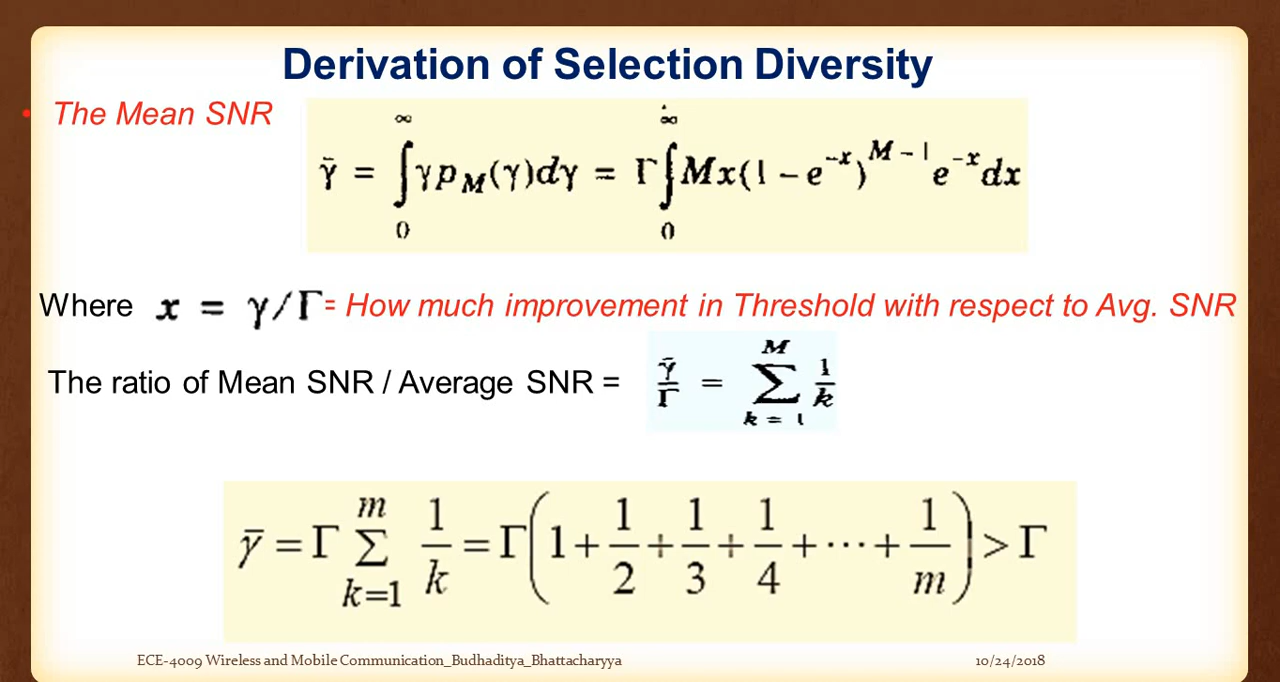 Derivation of Selection Diversity
• The Mean SNR
γ̄ = ∫₀^∞ γ p_M(γ)dγ = Γ ∫₀^∞ Mx(1 − e^{−x})^{M−1} e^{−x} dx
Where x = γ/Γ = How much improvement in Threshold with respect to Avg. SNR
The ratio of Mean SNR / Average SNR = γ̄/Γ = ∑_{k=1}^{M} 1/k
γ̄ = Γ ∑_{k=1}^{m} 1/k = Γ(1 + 1/2 + 1/3 + 1/4 + ⋯ + 1/m) > Γ
ECE-4009 Wireless and Mobile Communication_Budhaditya_Bhattacharyya 10/24/2018